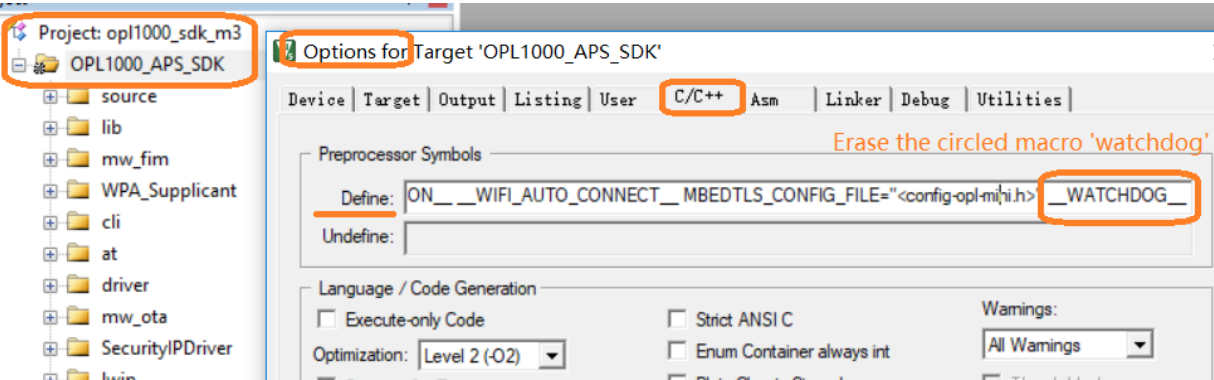 Project: opl1000_sdk_m3
OPL1000_APS_SDK
source
lib
mw_fim
WPA_Supplicant
cli
at
driver
mw_ota
SecurityIPDriver
lwip
Options for Target 'OPL1000_APS_SDK'
Device | Target | Output | Listing | User C/C++ Asm | Linker | Debug | Utilities |
Erase the circled macro 'watchdog'
Preprocessor Symbols
Define: ON__ __WIFI_AUTO_CONNECT__ MBEDTLS_CONFIG_FILE="<config-opl-mini.h>" __WATCHDOG__
Undefine:
Language / Code Generation
Execute-only Code
Strict ANSI C
Warnings:
Optimization: Level 2 (-O2)
Enum Container always int
All Warnings